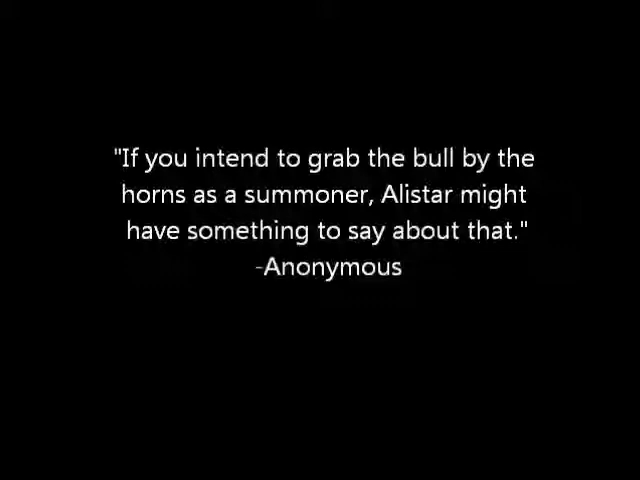 "If you intend to grab the bull by the
horns as a summoner, Alistar might
have something to say about that."
-Anonymous